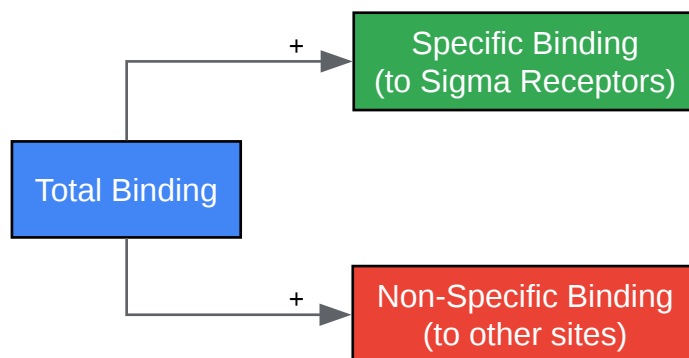 +
Specific Binding
(to Sigma Receptors)
Total Binding
+
Non-Specific Binding
(to other sites)